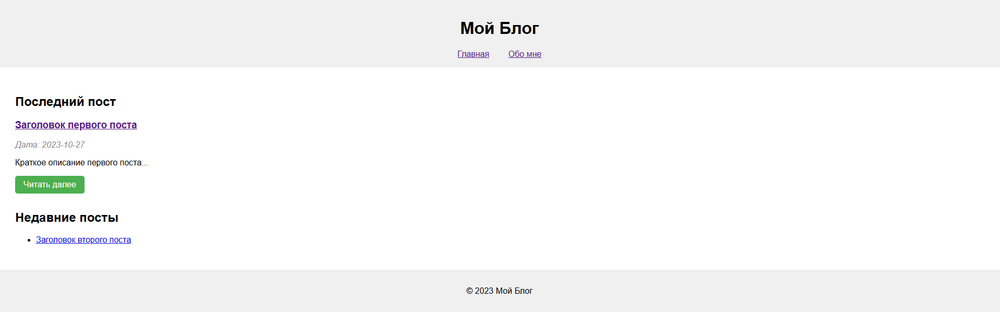 Мой Блог
Главная Обо мне
Последний пост
Заголовок первого поста
Дата: 2023-10-27
Краткое описание первого поста...
Читать далее
Недавние посты
Заголовок второго поста
© 2023 Мой Блог